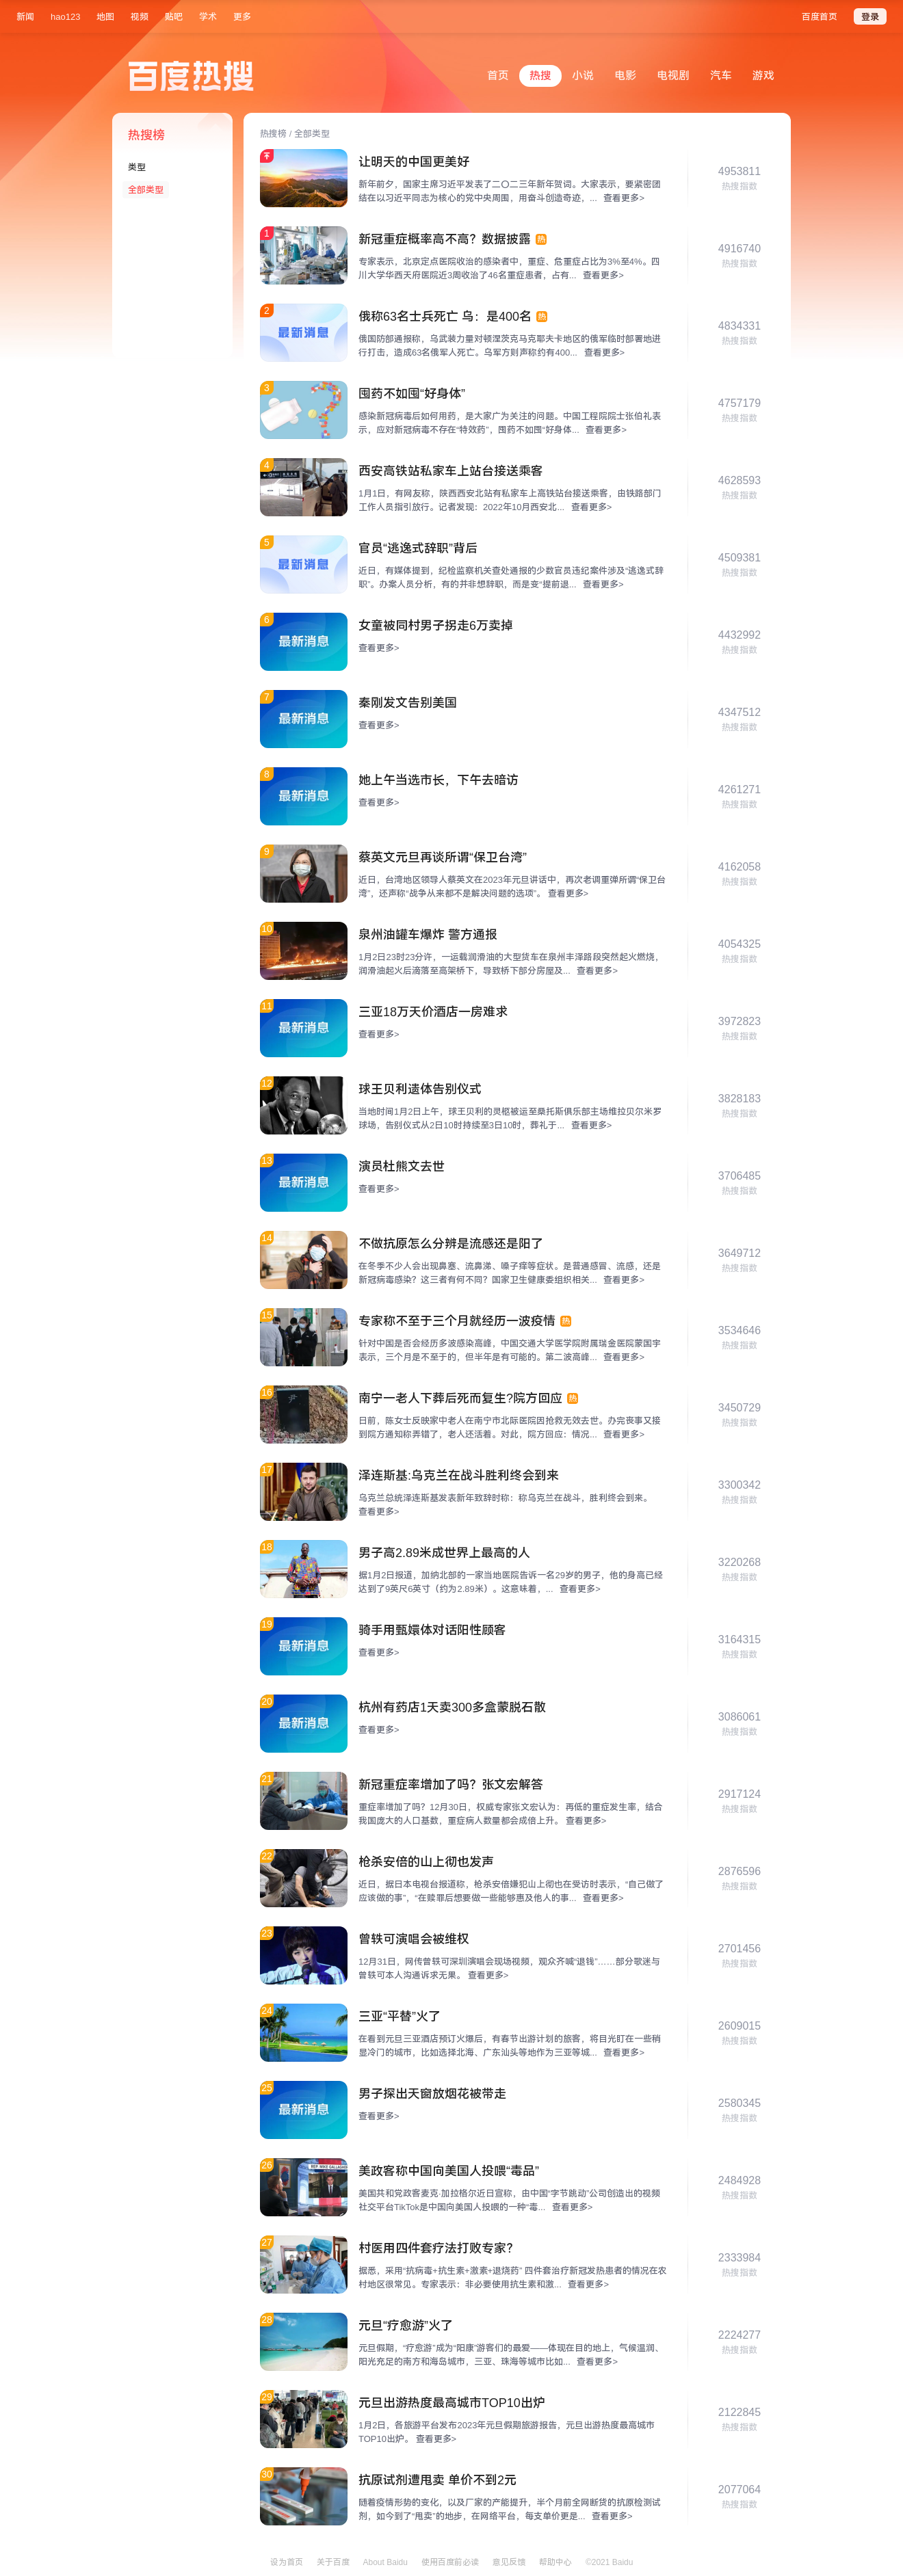 新闻 hao123 地图 视频 贴吧 学术 更多 百度首页 登录
百度热搜
首页 热搜 小说 电影 电视剧 汽车 游戏
热搜榜
类型
全部类型
热搜榜 / 全部类型
让明天的中国更美好
新年前夕，国家主席习近平发表了二〇二三年新年贺词。大家表示，要紧密团
结在以习近平同志为核心的党中央周围，用奋斗创造奇迹，... 查看更多>
4953811
热搜指数
1
新冠重症概率高不高？数据披露 热
专家表示，北京定点医院收治的感染者中，重症、危重症占比为3%至4%。四
川大学华西天府医院近3周收治了46名重症患者，占有... 查看更多>
4916740
热搜指数
2
最新消息
俄称63名士兵死亡 乌：是400名 热
俄国防部通报称，乌武装力量对顿涅茨克马克耶夫卡地区的俄军临时部署地进
行打击，造成63名俄军人死亡。乌军方则声称约有400... 查看更多>
4834331
热搜指数
3
囤药不如囤“好身体”
感染新冠病毒后如何用药，是大家广为关注的问题。中国工程院院士张伯礼表
示，应对新冠病毒不存在“特效药”，囤药不如囤“好身体... 查看更多>
4757179
热搜指数
4
西安高铁站私家车上站台接送乘客
1月1日，有网友称，陕西西安北站有私家车上高铁站台接送乘客，由铁路部门
工作人员指引放行。记者发现：2022年10月西安北... 查看更多>
4628593
热搜指数
5
最新消息
官员“逃逸式辞职”背后
近日，有媒体提到，纪检监察机关查处通报的少数官员违纪案件涉及“逃逸式辞
职”。办案人员分析，有的并非想辞职，而是变“提前退... 查看更多>
4509381
热搜指数
6
最新消息
女童被同村男子拐走6万卖掉
查看更多>
4432992
热搜指数
7
最新消息
秦刚发文告别美国
查看更多>
4347512
热搜指数
8
最新消息
她上午当选市长，下午去暗访
查看更多>
4261271
热搜指数
9
蔡英文元旦再谈所谓“保卫台湾”
近日，台湾地区领导人蔡英文在2023年元旦讲话中，再次老调重弹所谓“保卫台
湾”，还声称“战争从来都不是解决问题的选项”。 查看更多>
4162058
热搜指数
10
泉州油罐车爆炸 警方通报
1月2日23时23分许，一运载润滑油的大型货车在泉州丰泽路段突然起火燃烧，
润滑油起火后滴落至高架桥下，导致桥下部分房屋及... 查看更多>
4054325
热搜指数
11
最新消息
三亚18万天价酒店一房难求
查看更多>
3972823
热搜指数
12
球王贝利遗体告别仪式
当地时间1月2日上午，球王贝利的灵柩被运至桑托斯俱乐部主场维拉贝尔米罗
球场，告别仪式从2日10时持续至3日10时，葬礼于... 查看更多>
3828183
热搜指数
13
最新消息
演员杜熊文去世
查看更多>
3706485
热搜指数
14
不做抗原怎么分辨是流感还是阳了
在冬季不少人会出现鼻塞、流鼻涕、嗓子痒等症状。是普通感冒、流感，还是
新冠病毒感染？这三者有何不同？国家卫生健康委组织相关... 查看更多>
3649712
热搜指数
15
专家称不至于三个月就经历一波疫情 热
针对中国是否会经历多波感染高峰，中国交通大学医学院附属瑞金医院蒙国宇
表示，三个月是不至于的，但半年是有可能的。第二波高峰... 查看更多>
3534646
热搜指数
16
南宁一老人下葬后死而复生?院方回应 热
日前，陈女士反映家中老人在南宁市北际医院因抢救无效去世。办完丧事又接
到院方通知称弄错了，老人还活着。对此，院方回应：情况... 查看更多>
3450729
热搜指数
17
泽连斯基:乌克兰在战斗胜利终会到来
乌克兰总统泽连斯基发表新年致辞时称：称乌克兰在战斗，胜利终会到来。
查看更多>
3300342
热搜指数
18
男子高2.89米成世界上最高的人
据1月2日报道，加纳北部的一家当地医院告诉一名29岁的男子，他的身高已经
达到了9英尺6英寸（约为2.89米）。这意味着，... 查看更多>
3220268
热搜指数
19
最新消息
骑手用甄嬛体对话阳性顾客
查看更多>
3164315
热搜指数
20
最新消息
杭州有药店1天卖300多盒蒙脱石散
查看更多>
3086061
热搜指数
21
新冠重症率增加了吗？张文宏解答
重症率增加了吗？12月30日，权威专家张文宏认为：再低的重症发生率，结合
我国庞大的人口基数，重症病人数量都会成倍上升。 查看更多>
2917124
热搜指数
22
枪杀安倍的山上彻也发声
近日，据日本电视台报道称，枪杀安倍嫌犯山上彻也在受访时表示，“自己做了
应该做的事”，“在赎罪后想要做一些能够惠及他人的事... 查看更多>
2876596
热搜指数
23
曾轶可演唱会被维权
12月31日，网传曾轶可深圳演唱会现场视频，观众齐喊“退钱”……部分歌迷与
曾轶可本人沟通诉求无果。 查看更多>
2701456
热搜指数
24
三亚“平替”火了
在看到元旦三亚酒店预订火爆后，有春节出游计划的旅客，将目光盯在一些稍
显冷门的城市，比如选择北海、广东汕头等地作为三亚等城... 查看更多>
2609015
热搜指数
25
最新消息
男子探出天窗放烟花被带走
查看更多>
2580345
热搜指数
26
美政客称中国向美国人投喂“毒品”
美国共和党政客麦克·加拉格尔近日宣称，由中国“字节跳动”公司创造出的视频
社交平台TikTok是中国向美国人投喂的一种“毒... 查看更多>
2484928
热搜指数
27
村医用四件套疗法打败专家？
据悉，采用“抗病毒+抗生素+激素+退烧药” 四件套治疗新冠发热患者的情况在农
村地区很常见。专家表示：非必要使用抗生素和激... 查看更多>
2333984
热搜指数
28
元旦“疗愈游”火了
元旦假期，“疗愈游”成为“阳康”游客们的最爱——体现在目的地上，气候温润、
阳光充足的南方和海岛城市，三亚、珠海等城市比如... 查看更多>
2224277
热搜指数
29
元旦出游热度最高城市TOP10出炉
1月2日，各旅游平台发布2023年元旦假期旅游报告，元旦出游热度最高城市
TOP10出炉。 查看更多>
2122845
热搜指数
30
抗原试剂遭甩卖 单价不到2元
随着疫情形势的变化，以及厂家的产能提升，半个月前全网断货的抗原检测试
剂，如今到了“甩卖”的地步，在网络平台，每支单价更是... 查看更多>
2077064
热搜指数
设为首页 关于百度 About Baidu 使用百度前必读 意见反馈 帮助中心 ©2021 Baidu